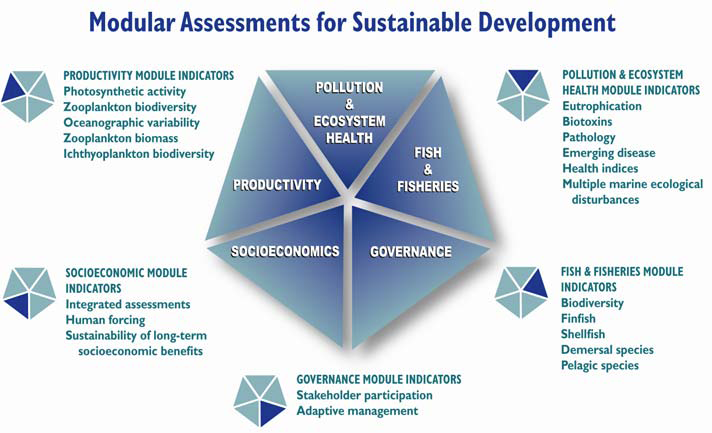 Modular Assessments for Sustainable Development
PRODUCTIVITY MODULE INDICATORS
Photosynthetic activity
Zooplankton biodiversity
Oceanographic variability
Zooplankton biomass
Ichthyoplankton biodiversity
POLLUTION & ECOSYSTEM
HEALTH MODULE INDICATORS
Eutrophication
Biotoxins
Pathology
Emerging disease
Health indices
Multiple marine ecological
disturbances
POLLUTION
&
ECOSYSTEM
HEALTH
FISH
&
FISHERIES
PRODUCTIVITY
SOCIOECONOMICS
GOVERNANCE
SOCIOECONOMIC MODULE
INDICATORS
Integrated assessments
Human forcing
Sustainability of long-term
socioeconomic benefits
FISH & FISHERIES MODULE
INDICATORS
Biodiversity
Finfish
Shellfish
Demersal species
Pelagic species
GOVERNANCE MODULE INDICATORS
Stakeholder participation
Adaptive management